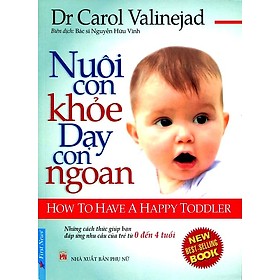 Dr Carol Valinejad
Biên dịch: Bác sĩ Nguyễn Hữu Vinh
Nuôi
con
khỏe
Dạy
con
ngoan
HOW TO HAVE A HAPPY TODDLER
Những cách thức giúp bạn
đáp ứng nhu cầu của trẻ từ 0 đến 4 tuổi
NEW
BEST-SELLING
BOOK
First News
NHÀ XUẤT BẢN PHỤ NỮ